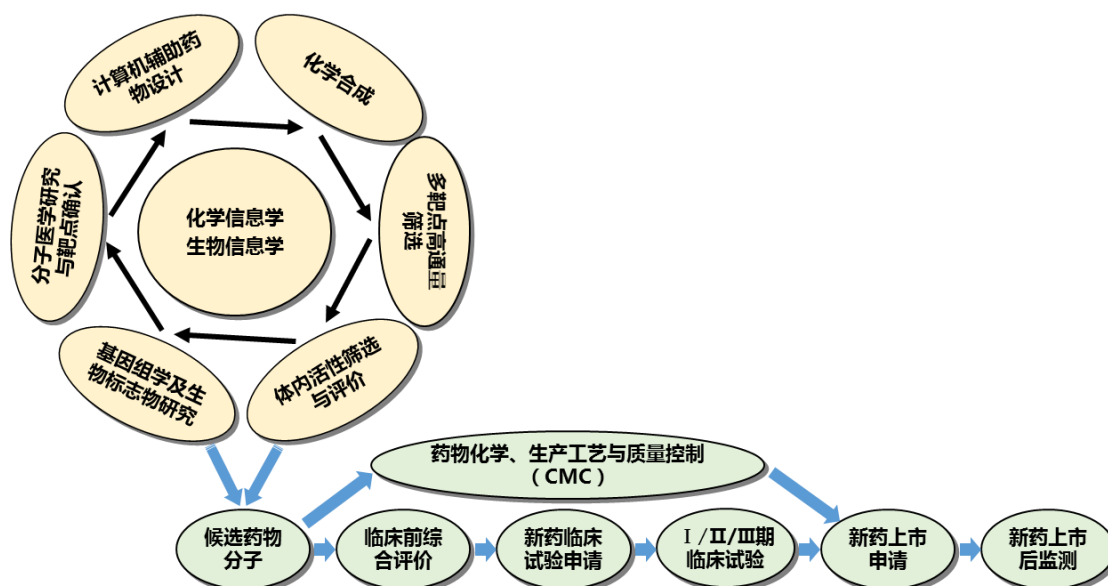 计算机辅助药
物设计
化学合成
分子医学研究
与靶点确认
化学信息学
生物信息学
多靶点高通量
筛选
基因组学及生
物标志物研究
体内活性筛选
与评价
药物化学、生产工艺与质量控制
（CMC）
候选药物
分子
临床前综
合评价
新药临床
试验申请
Ⅰ/Ⅱ/Ⅲ期
临床试验
新药上市
申请
新药上市
后监测